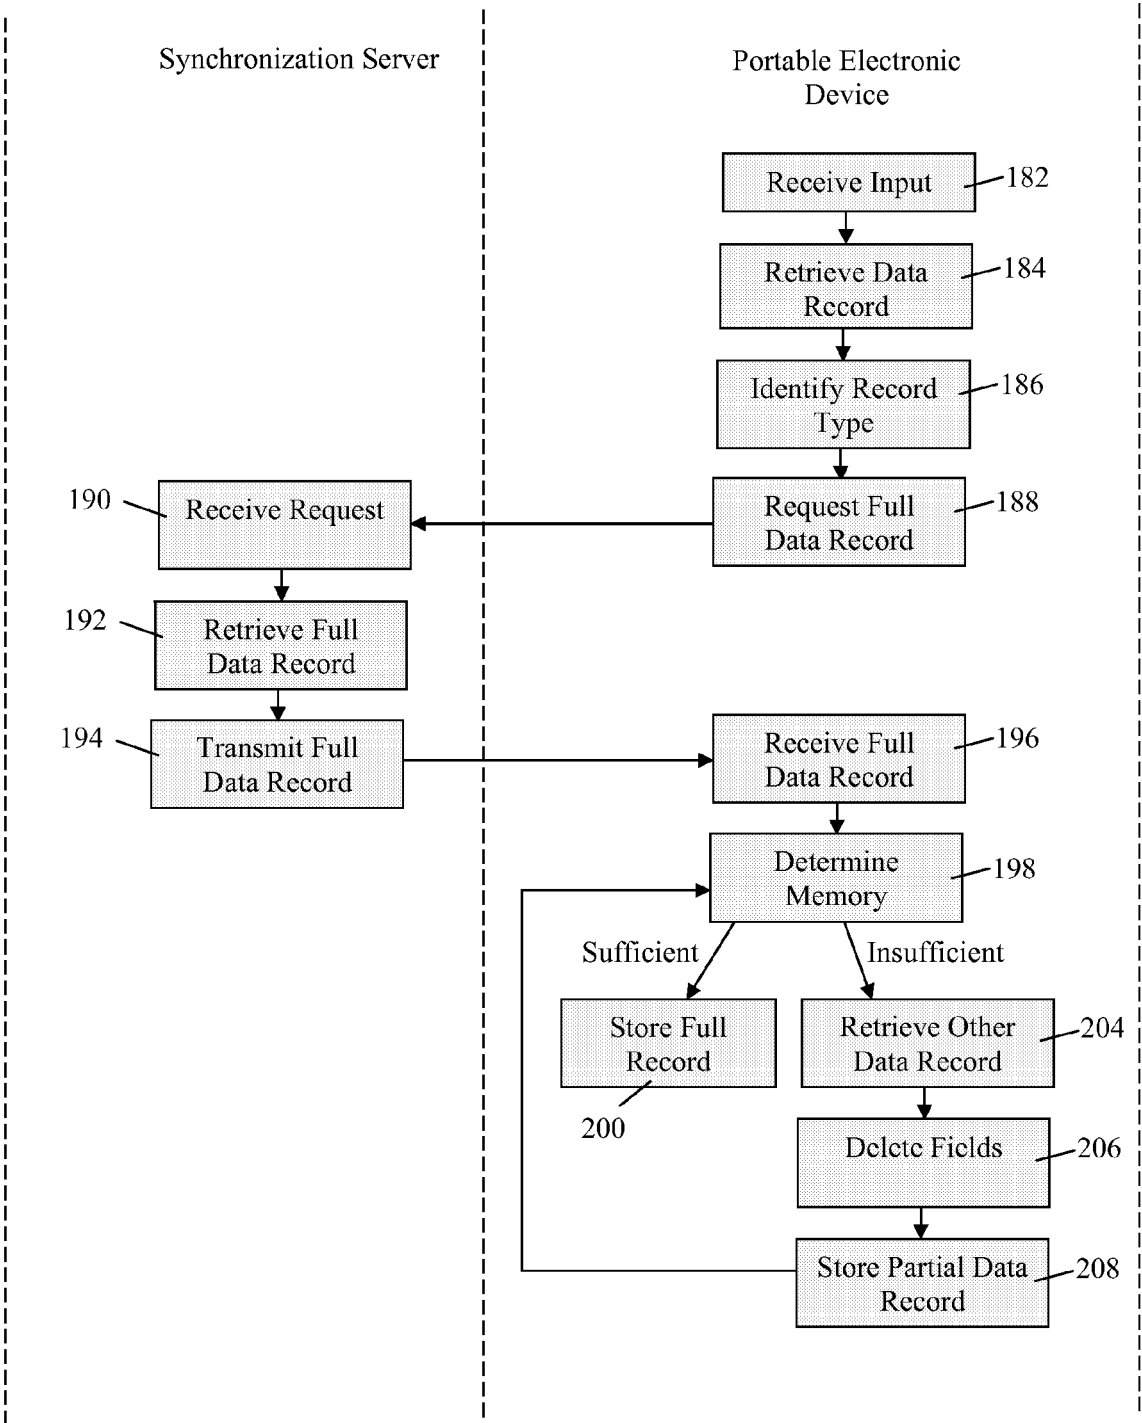 Synchronization Server
Portable Electronic
Device
Receive Input
182
Retrieve Data
Record
184
Identify Record
Type
186
Request Full
Data Record
188
190
Receive Request
192
Retrieve Full
Data Record
194
Transmit Full
Data Record
Receive Full
Data Record
196
Determine
Memory
198
Sufficient
Insufficient
Store Full
Record
200
Retrieve Other
Data Record
204
Delete Fields
206
Store Partial Data
Record
208